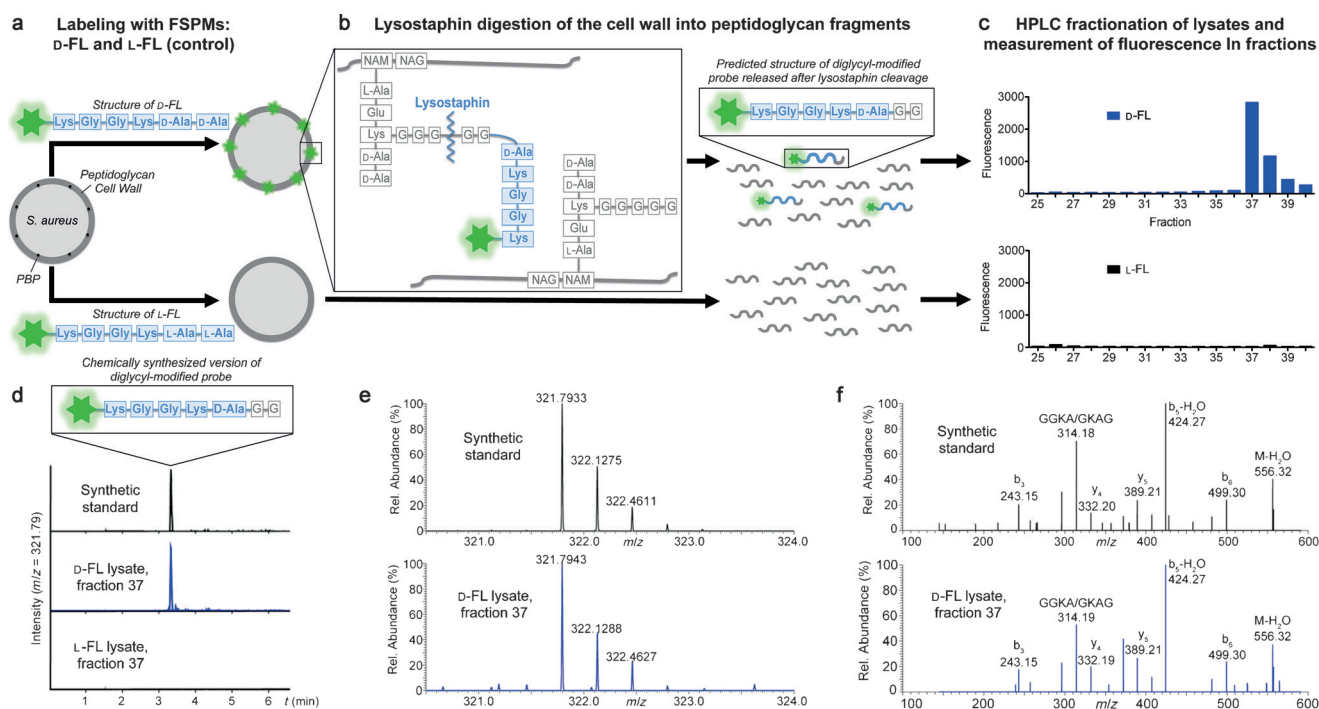 a
Labeling with FSPMs:
D-FL and L-FL (control)
Structure of D-FL
Lys Gly Gly Lys D-Ala D-Ala
Peptidoglycan
Cell Wall
S. aureus
PBP
Structure of L-FL
Lys Gly Gly Lys L-Ala L-Ala
b
Lysostaphin digestion of the cell wall into peptidoglycan fragments
NAM NAG
L-Ala
Glu
Lys G G G G G
D-Ala
D-Ala
Lysostaphin
D-Ala
Lys
Gly
Gly
Lys
D-Ala
D-Ala
Lys G G G G G
Glu
L-Ala
NAG NAM
Predicted structure of diglycyl-modified
probe released after lysostaphin cleavage
Lys Gly Gly Lys D-Ala G G
c
HPLC fractionation of lysates and
measurement of fluorescence In fractions
Fluorescence
3000
2000
1000
0
D-FL
25 27 29 31 33 35 37 39
Fraction
Fluorescence
3000
2000
1000
0
L-FL
25 27 29 31 33 35 37 39
d
Chemically synthesized version of
diglycyl-modified probe
Lys Gly Gly Lys D-Ala G G
Intensity (m/z = 321.79)
Synthetic
standard
D-FL lysate,
fraction 37
L-FL lysate,
fraction 37
1 2 3 4 5 6 t (min)
e
Rel. Abundance (%)
100
80
60
40
20
0
Synthetic
standard
321.7933
322.1275
322.4611
321.0 322.0 m/z 323.0 324.0
Rel. Abundance (%)
100
80
60
40
20
0
D-FL lysate,
fraction 37
321.7943
322.1288
322.4627
321.0 322.0 m/z 323.0 324.0
f
Rel. Abundance (%)
100
80
60
40
20
0
Synthetic
standard
b3
243.15
GGKA/GKAG
314.18
y4
332.20
y5
389.21
b5-H2O
424.27
b6
499.30
M-H2O
556.32
100 200 300 m/z 400 500 600
Rel. Abundance (%)
100
80
60
40
20
0
D-FL lysate,
fraction 37
b3
243.15
GGKA/GKAG
314.19
y4
332.19
y5
389.21
b5-H2O
424.27
b6
499.30
M-H2O
556.32
100 200 300 m/z 400 500 600